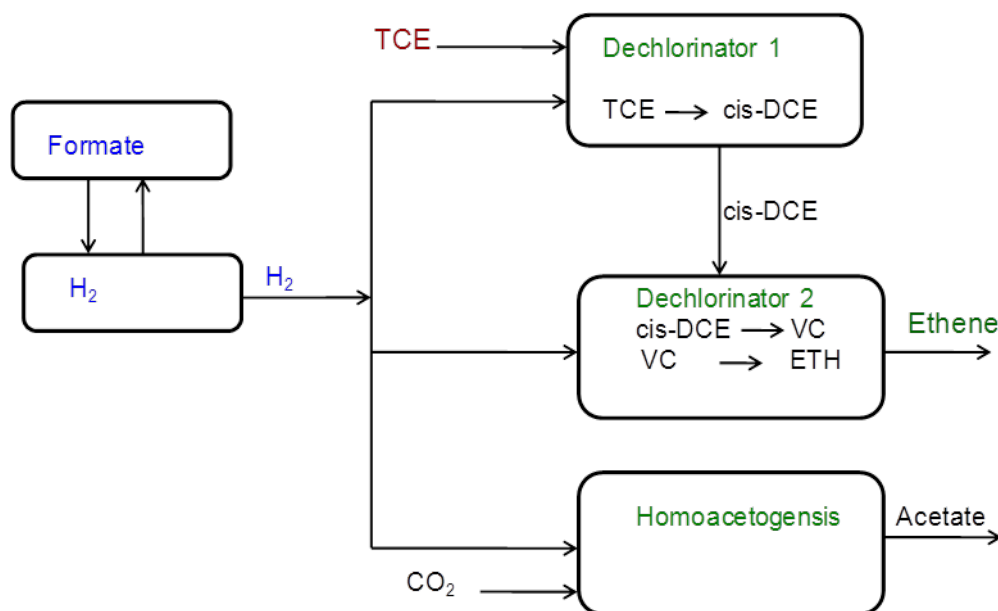 TCE
Dechlorinator 1
TCE cis-DCE
Formate
cis-DCE
H₂
H₂
Dechlorinator 2
cis-DCE VC
VC ETH
Ethene
Homoacetogensis
Acetate
CO₂